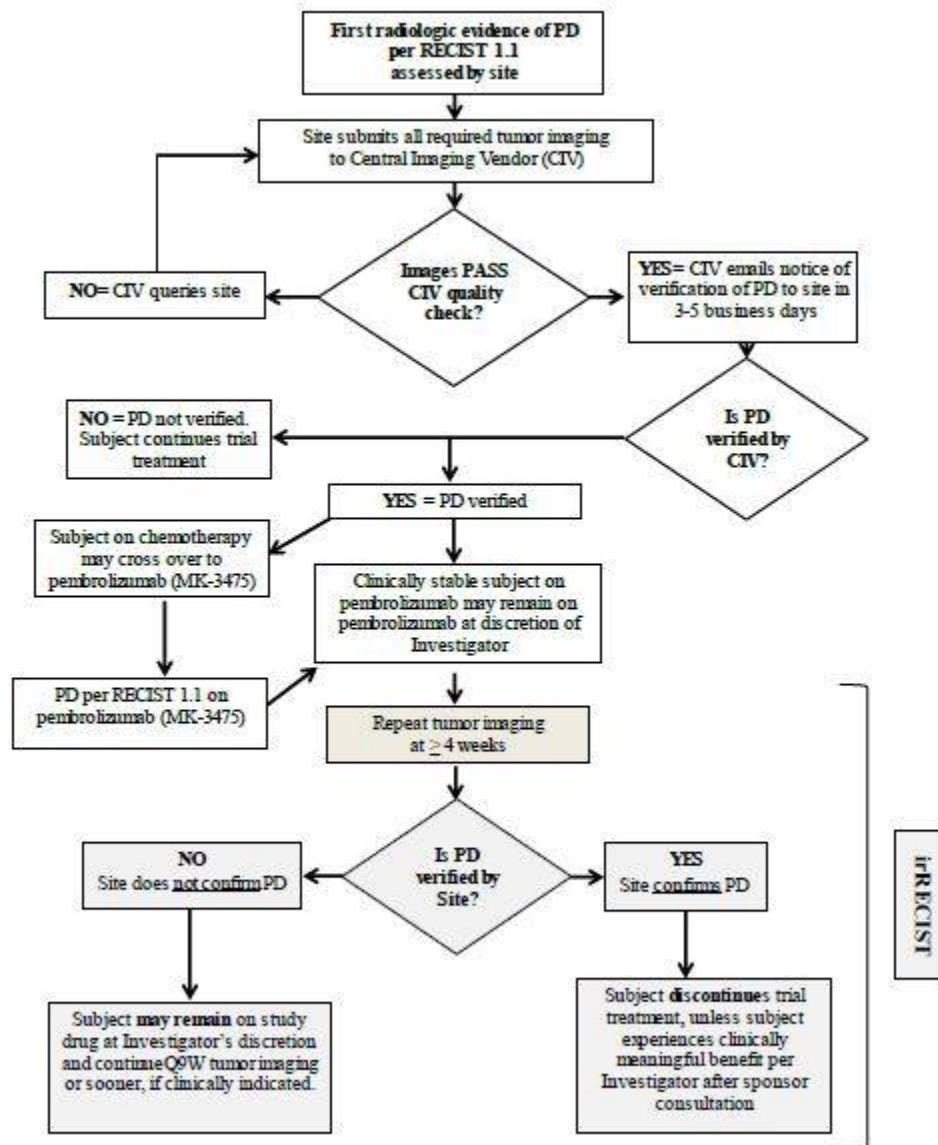 First radiologic evidence of PD
per RECIST 1.1
assessed by site
Site submits all required tumor imaging
to Central Imaging Vendor (CIV)
Images PASS
CIV quality
check?
NO= CIV queries site
YES= CIV emails notice of
verification of PD to site in
3-5 business days
Is PD
verified by
CIV?
NO = PD not verified.
Subject continues trial
treatment
YES = PD verified
Subject on chemotherapy
may cross over to
pembrolizumab (MK-3475)
Clinically stable subject on
pembrolizumab may remain on
pembrolizumab at discretion of
Investigator
PD per RECIST 1.1 on
pembrolizumab (MK-3475)
Repeat tumor imaging
at ≥ 4 weeks
Is PD
verified by
Site?
NO
Site does not confirm PD
YES
Site confirms PD
irRECIST
Subject may remain on study
drug at Investigator's discretion
and continue Q9W tumor imaging
or sooner, if clinically indicated.
Subject discontinues trial
treatment, unless subject
experiences clinically
meaningful benefit per
Investigator after sponsor
consultation